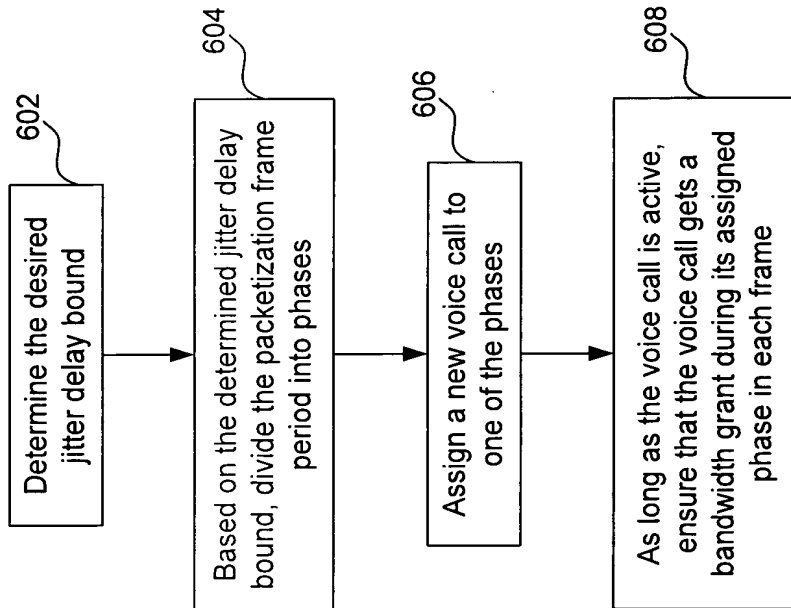 602
Determine the desired
jitter delay bound
604
Based on the determined jitter delay
bound, divide the packetization frame
period into phases
606
Assign a new voice call to
one of the phases
608
As long as the voice call is active,
ensure that the voice call gets a
bandwidth grant during its assigned
phase in each frame